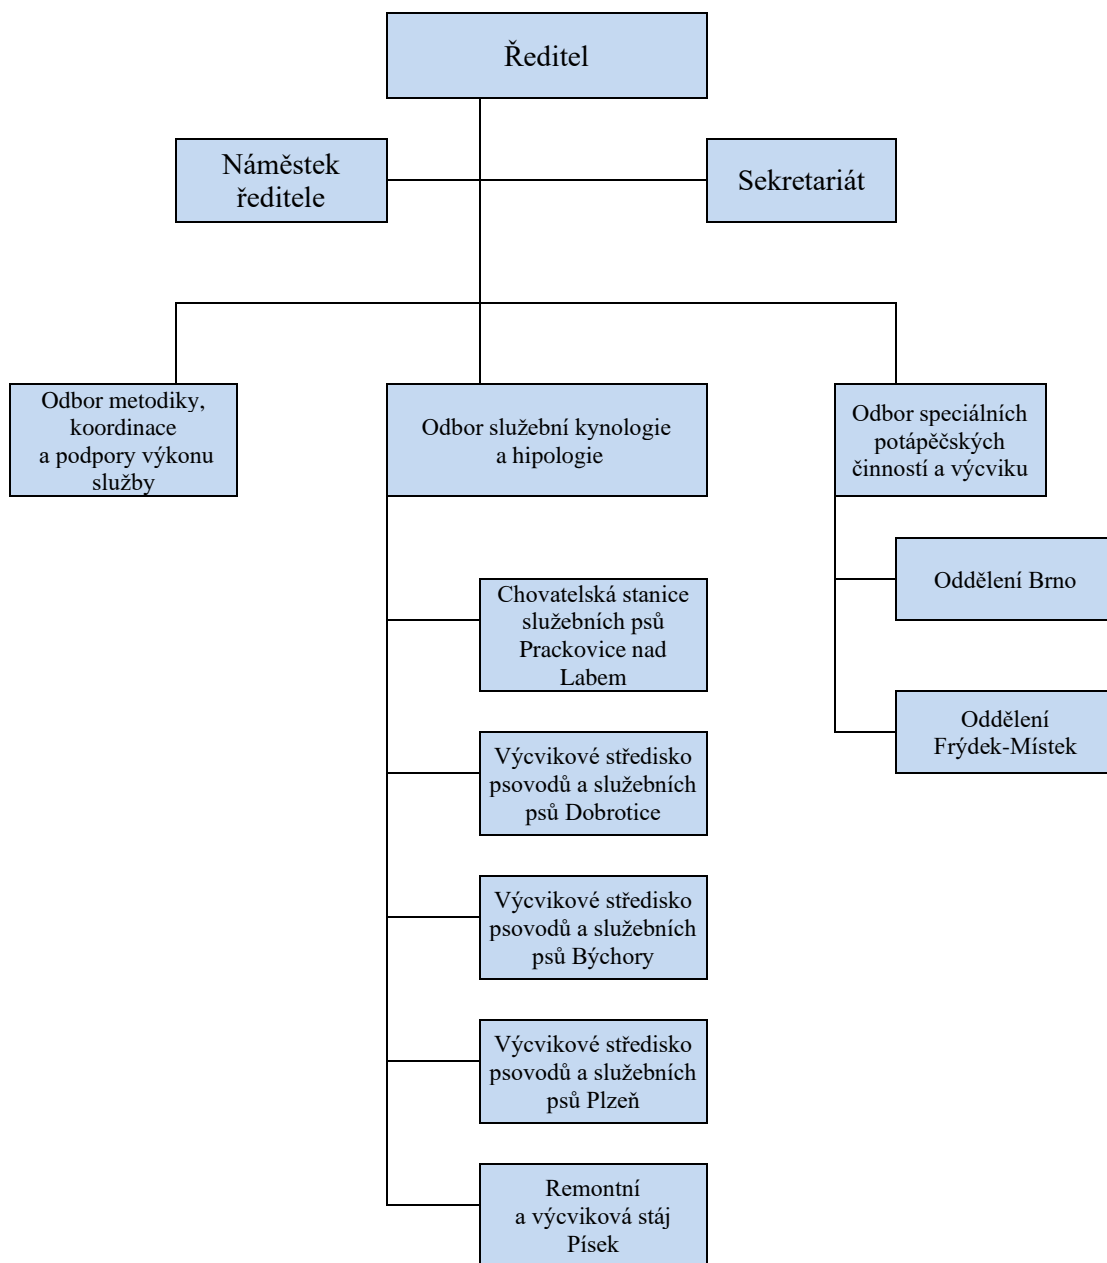 Ředitel
Náměstek
ředitele
Sekretariát
Odbor metodiky,
koordinace
a podpory výkonu
služby
Odbor služební kynologie
a hipologie
Odbor speciálních
potápěčských
činností a výcviku
Oddělení Brno
Oddělení
Frýdek-Místek
Chovatelská stanice
služebních psů
Prackovice nad
Labem
Výcvikové středisko
psovodů a služebních
psů Dobrotice
Výcvikové středisko
psovodů a služebních
psů Býchory
Výcvikové středisko
psovodů a služebních
psů Plzeň
Remontní
a výcviková stáj
Písek